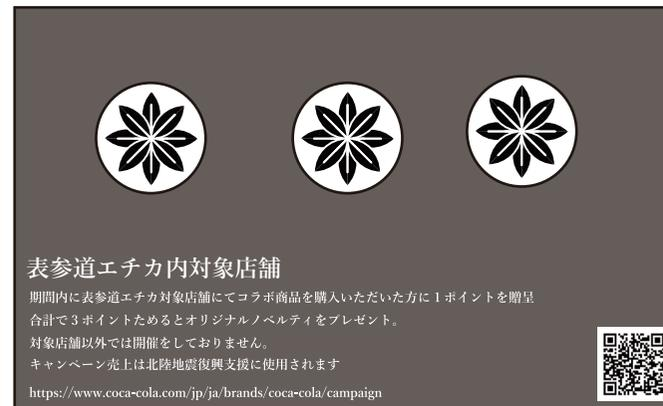 表参道エチカ内対象店舗
期間内に表参道エチカ対象店舗にてコラボ商品を購入いただいた方に1ポイントを贈呈
合計で3ポイントためるとオリジナルノベルティをプレゼント。
対象店舗以外では開催をしておりません。
キャンペーン売上は北陸地震復興支援に使用されます
https://www.coca-cola.com/jp/ja/brands/coca-cola/campaign